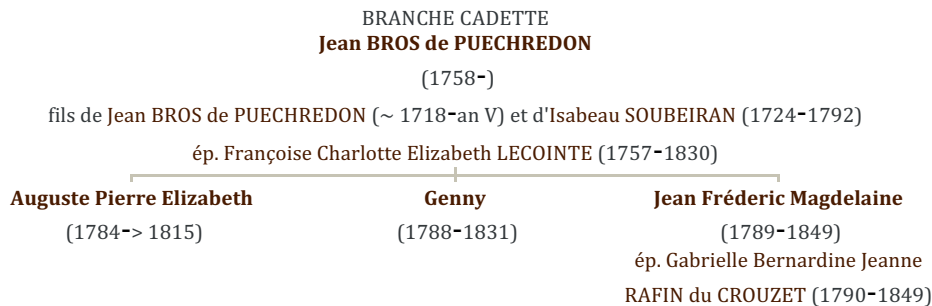 BRANCHE CADETTE
Jean BROS de PUECHREDON
(1758-)
fils de Jean BROS de PUECHREDON (~ 1718-an V) et d'Isabeau SOUBEIRAN (1724-1792)
ép. Françoise Charlotte Elizabeth LECOINTE (1757-1830)
Auguste Pierre Elizabeth
(1784-> 1815)
Genny
(1788-1831)
Jean Fréderic Magdelaine
(1789-1849)
ép. Gabrielle Bernardine Jeanne
RAFIN du CROUZET (1790-1849)